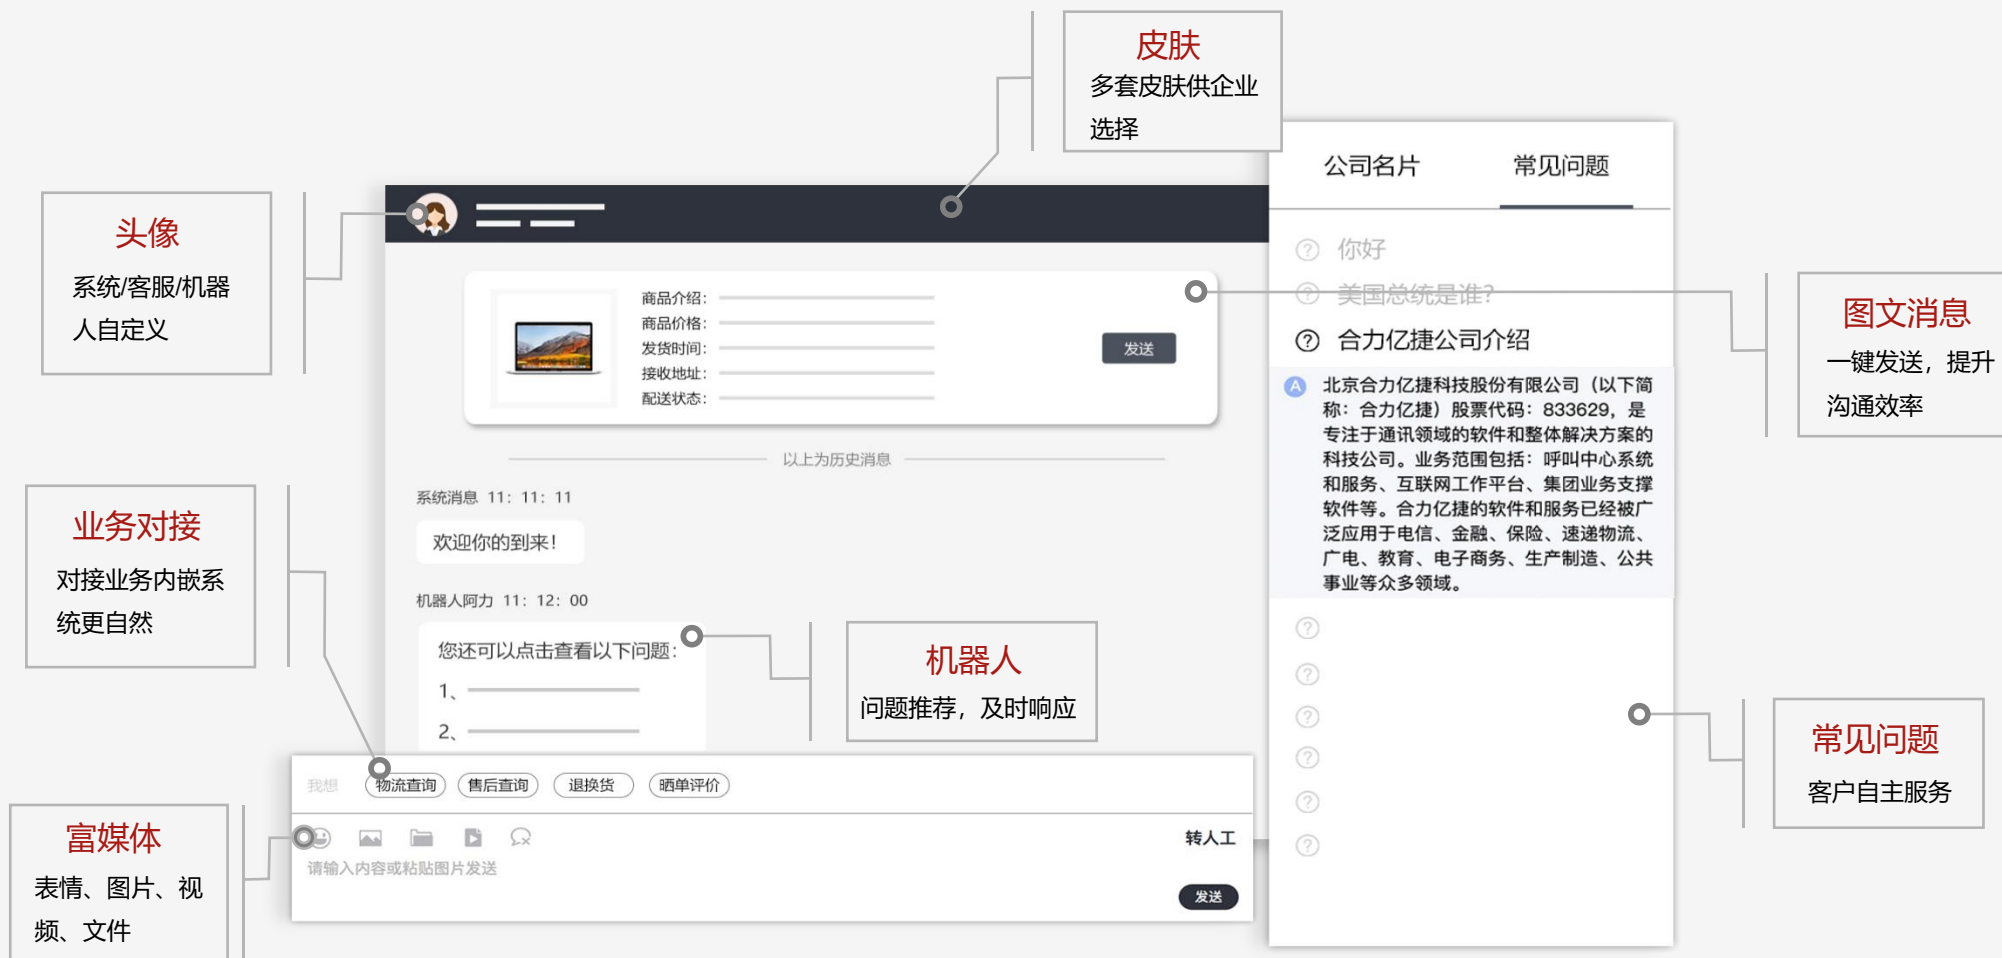 皮肤
多套皮肤供企业
选择
公司名片
常见问题
头像
系统/客服/机器
人自定义
你好
美国总统是谁？
合力亿捷公司介绍
A
北京合力亿捷科技股份有限公司（以下简
称：合力亿捷）股票代码：833629，是
专注于通讯领域的软件和整体解决方案的
科技公司。业务范围包括：呼叫中心系统
和服务、互联网工作平台、集团业务支撑
软件等。合力亿捷的软件和服务已经被广
泛应用于电信、金融、保险、速递物流、
广电、教育、电子商务、生产制造、公共
事业等众多领域。
商品介绍：
商品价格：
发货时间：
接收地址：
配送状态：
发送
图文消息
一键发送，提升
沟通效率
以上为历史消息
系统消息 11：11：11
欢迎你的到来！
业务对接
对接业务内嵌系
统更自然
机器人阿力 11：12：00
您还可以点击查看以下问题：
1、
2、
机器人
问题推荐，及时响应
常见问题
客户自主服务
我想
物流查询
售后查询
退换货
晒单评价
富媒体
表情、图片、视
频、文件
转人工
请输入内容或粘贴图片发送
发送